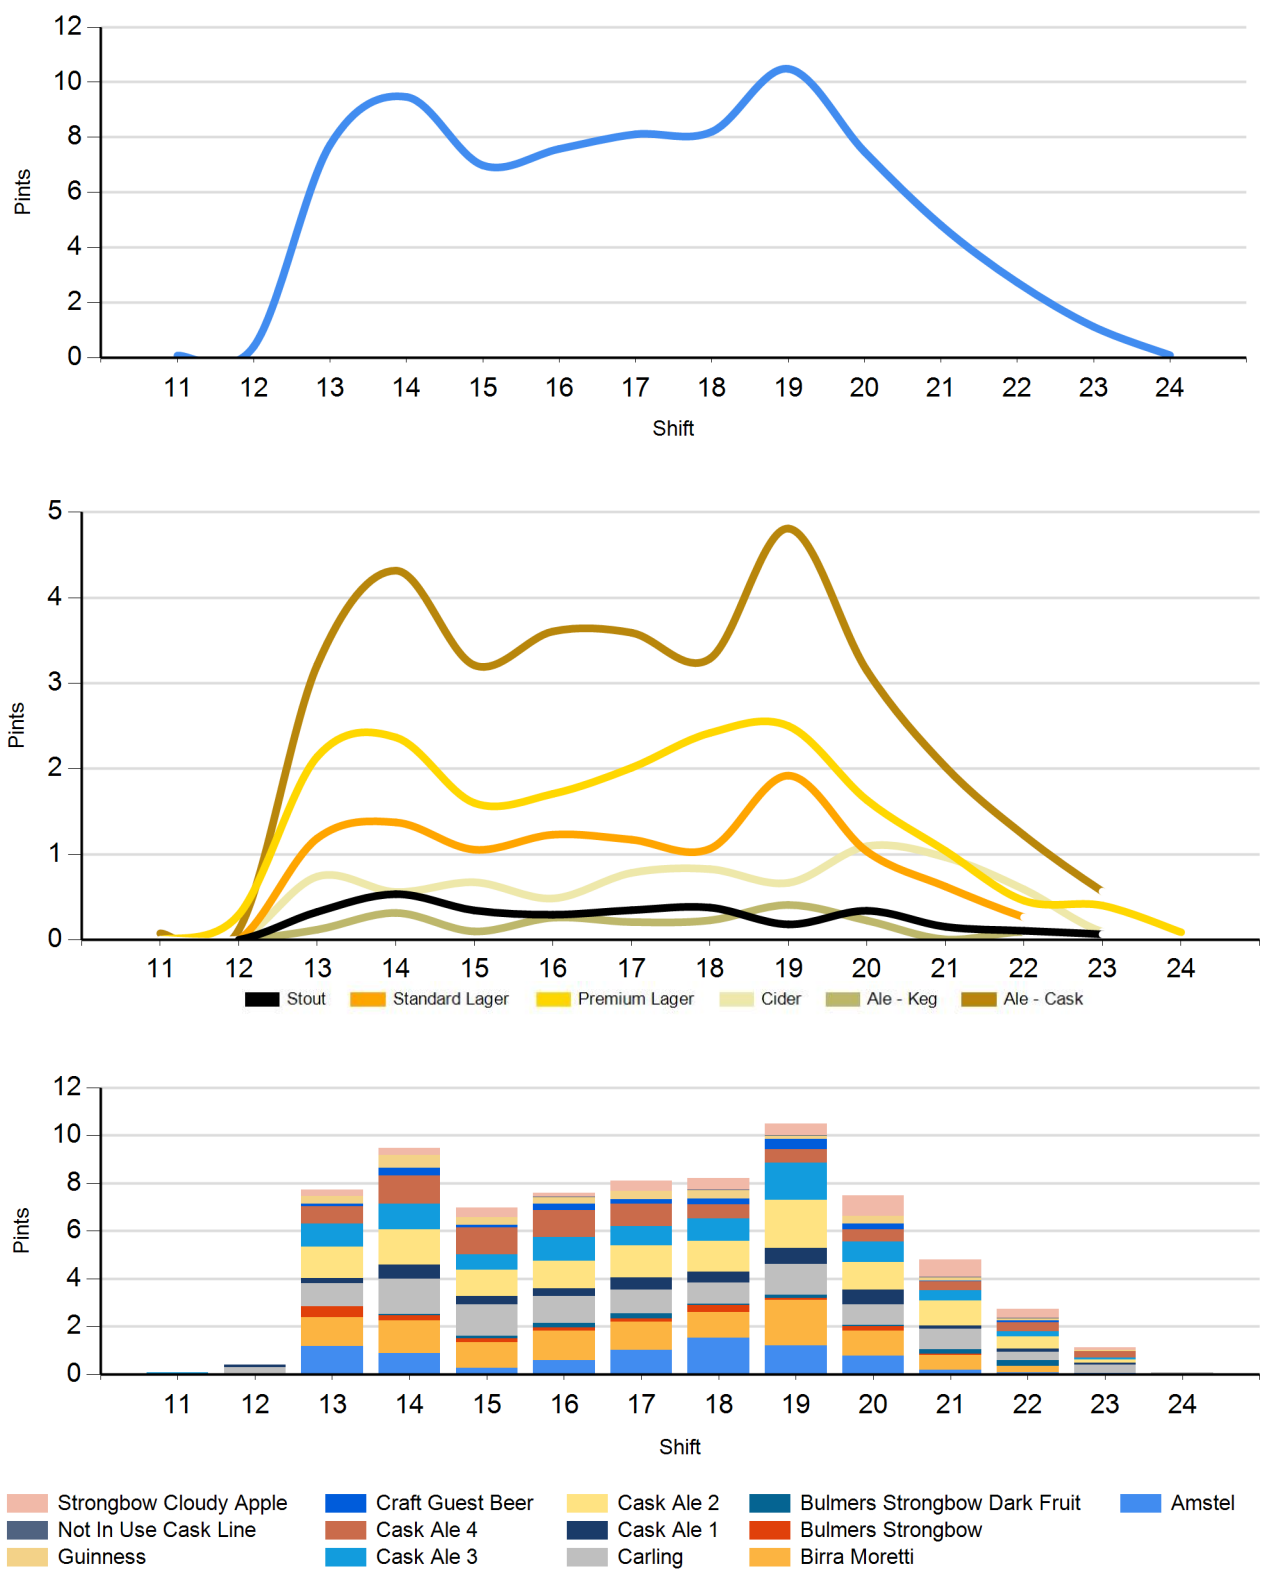 12
10
8
6
4
2
0
Pints
11 12 13 14 15 16 17 18 19 20 21 22 23 24
Shift
5
4
3
2
1
0
Pints
11 12 13 14 15 16 17 18 19 20 21 22 23 24
Stout Standard Lager Premium Lager Cider Ale - Keg Ale - Cask
12
10
8
6
4
2
0
Pints
11 12 13 14 15 16 17 18 19 20 21 22 23 24
Shift
Strongbow Cloudy Apple Craft Guest Beer Cask Ale 2 Bulmers Strongbow Dark Fruit Amstel
Not In Use Cask Line Cask Ale 4 Cask Ale 1 Bulmers Strongbow
Guinness Cask Ale 3 Carling Birra Moretti